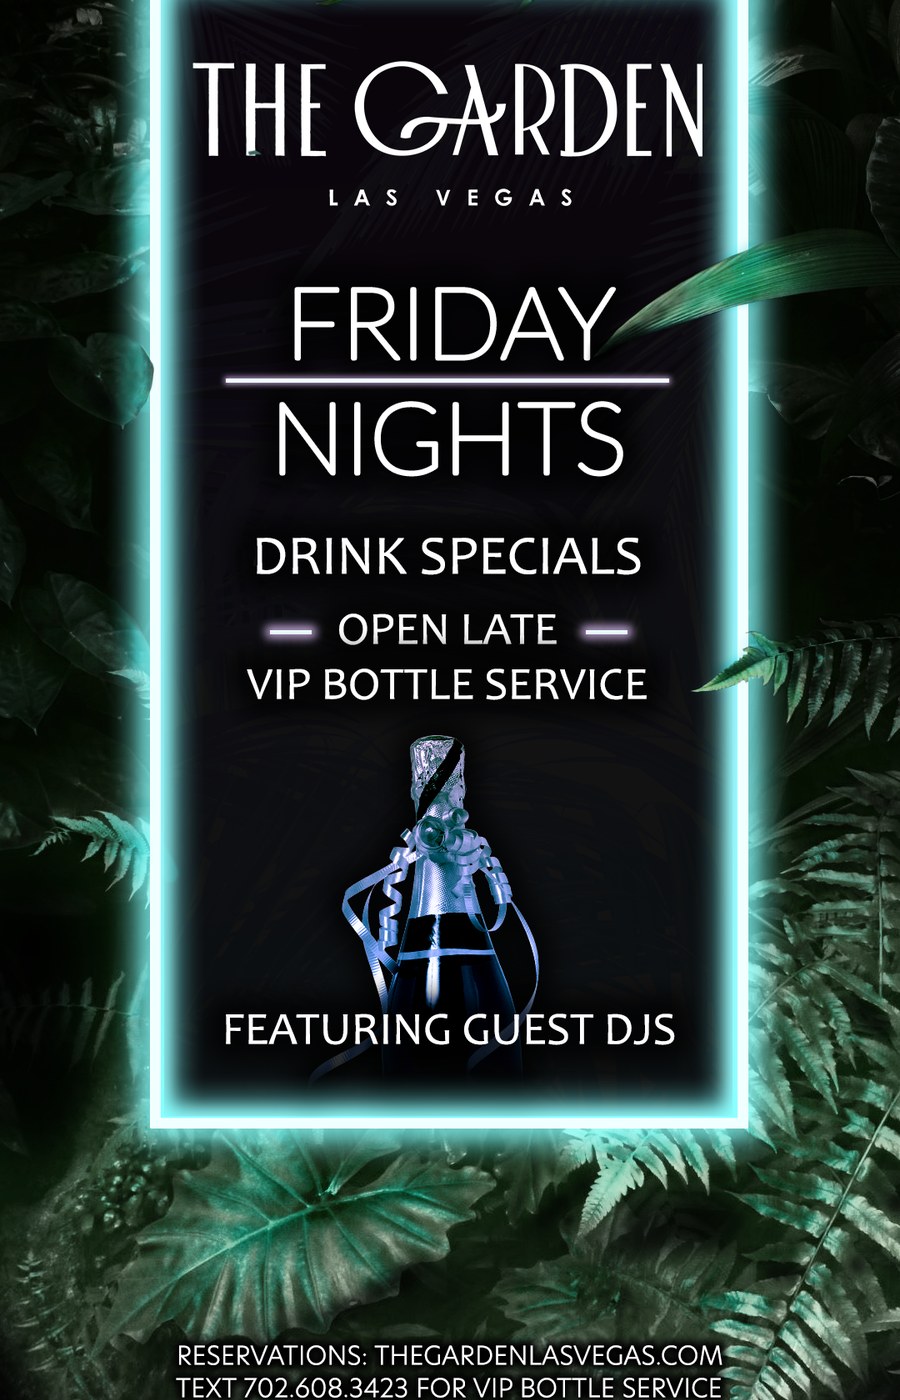 THE GARDEN
LAS VEGAS
FRIDAY
NIGHTS
DRINK SPECIALS
OPEN LATE
VIP BOTTLE SERVICE
FEATURING GUEST DJS
RESERVATIONS: THEGARDENLASVEGAS.COM
TEXT 702.608.3423 FOR VIP BOTTLE SERVICE